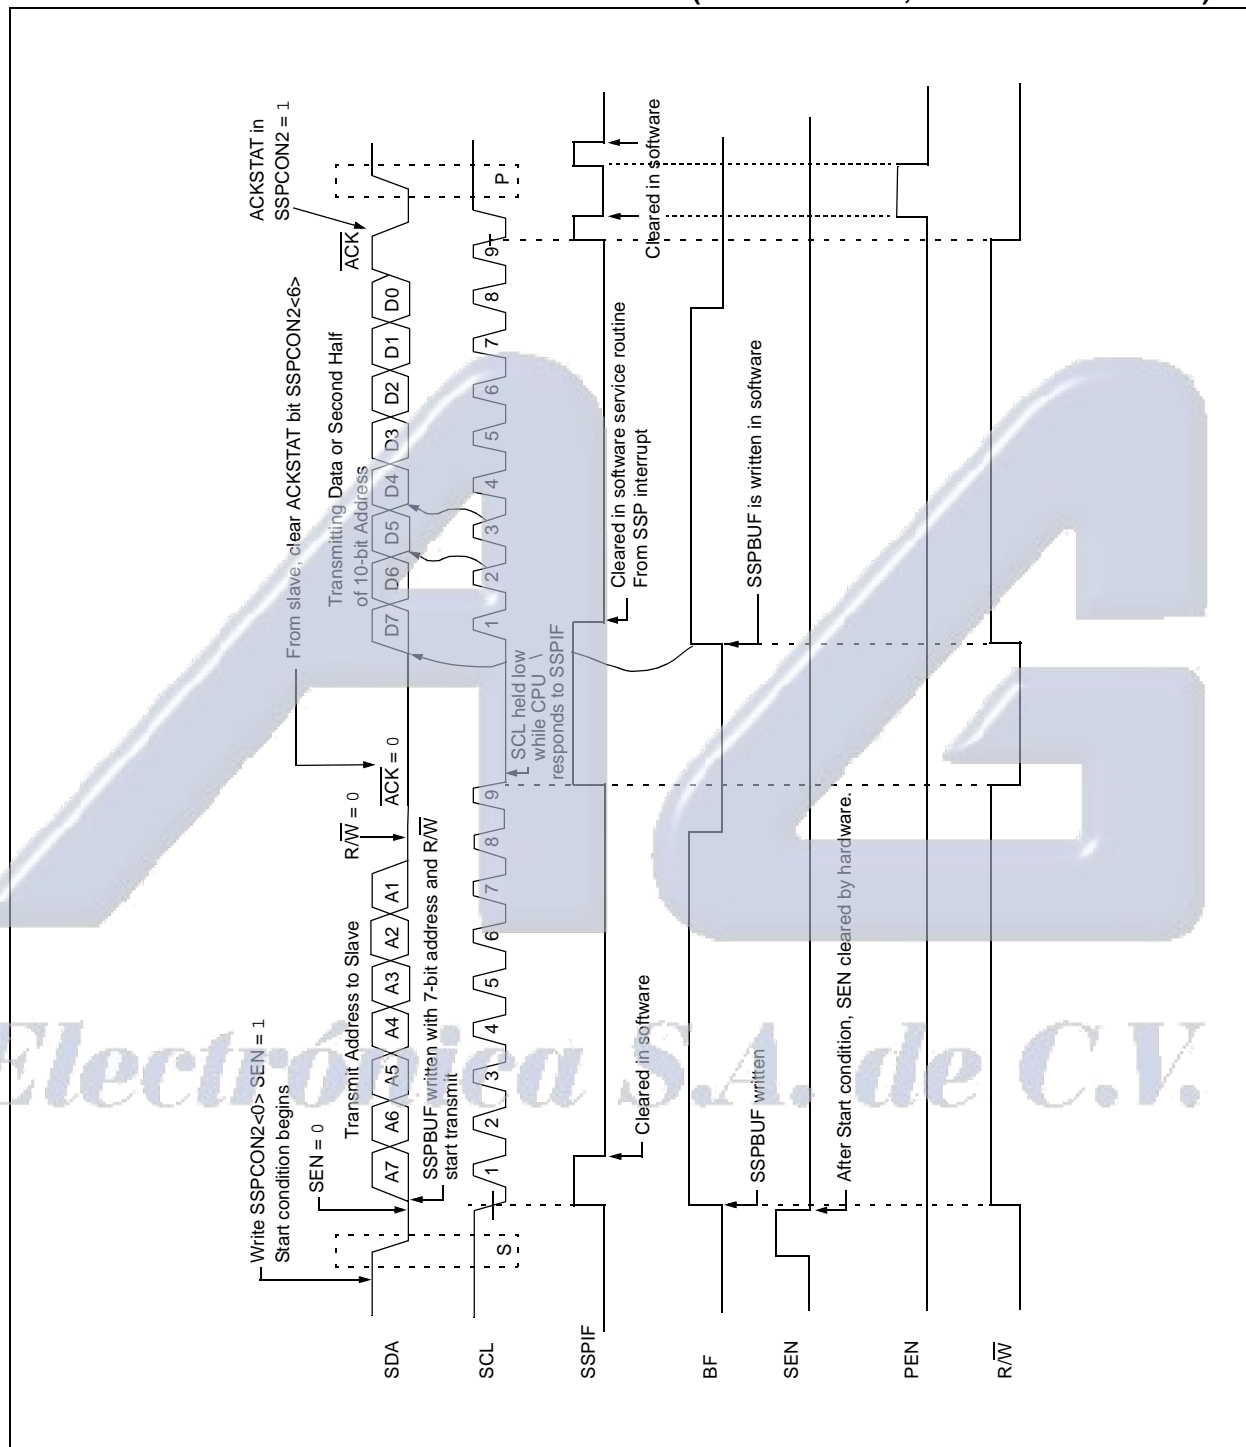 Write SSPCON2<0> SEN = 1
Start condition begins
SEN = 0
Transmit Address to Slave
R/W = 0
From slave, clear ACKSTAT bit SSPCON2<6>
ACK = 0
Transmitting Data or Second Half
of 10-bit Address
ACK
ACKSTAT in
SSPCON2 = 1
SDA
A7 A6 A5 A4 A3 A2 A1
D7 D6 D5 D4 D3 D2 D1 D0
SSPBUF written with 7-bit address and R/W
start transmit
SCL
S
1 2 3 4 5 6 7 8 9
1 2 3 4 5 6 7 8 9
P
SCL held low
while CPU
responds to SSPIF
SSPIF
Cleared in software
Cleared in software service routine
From SSP interrupt
Cleared in software
Cleared in software
BF
SSPBUF written
SSPBUF is written in software
SEN
After Start condition, SEN cleared by hardware.
PEN
R/W
AG
Electrónica S.A. de C.V.